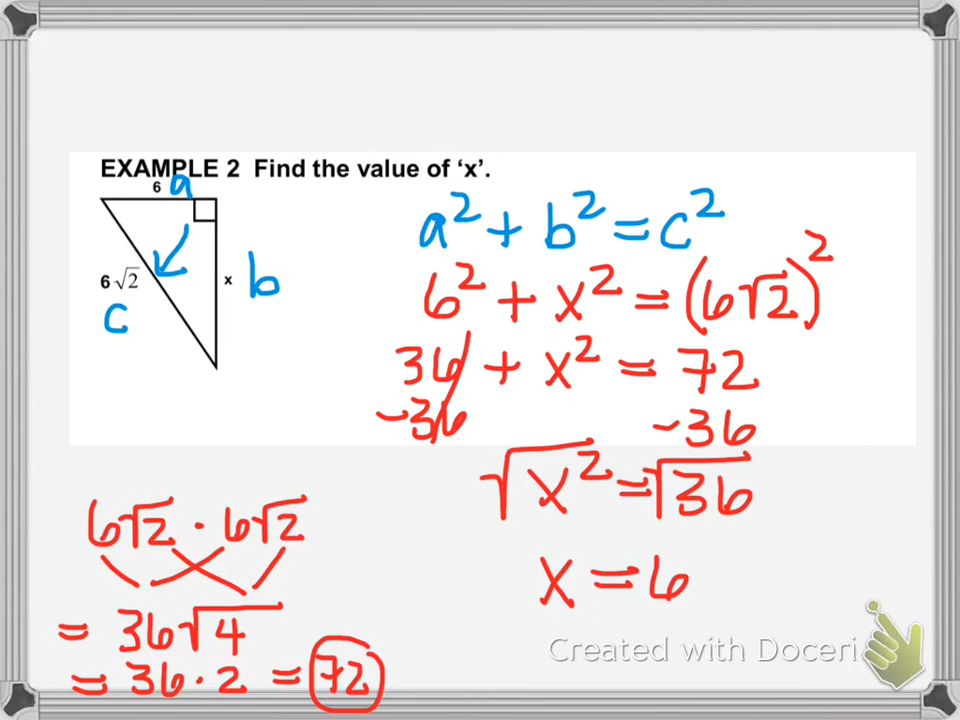 EXAMPLE 2 Find the value of ‘x’.
6 a
6√2
x b
c
a² + b² = c²
6² + x² = (6√2)²
36 + x² = 72
-36 -36
√x² = √36
x = 6
6√2 · 6√2
= 36√4
= 36 · 2 = 72
Created with Doceri